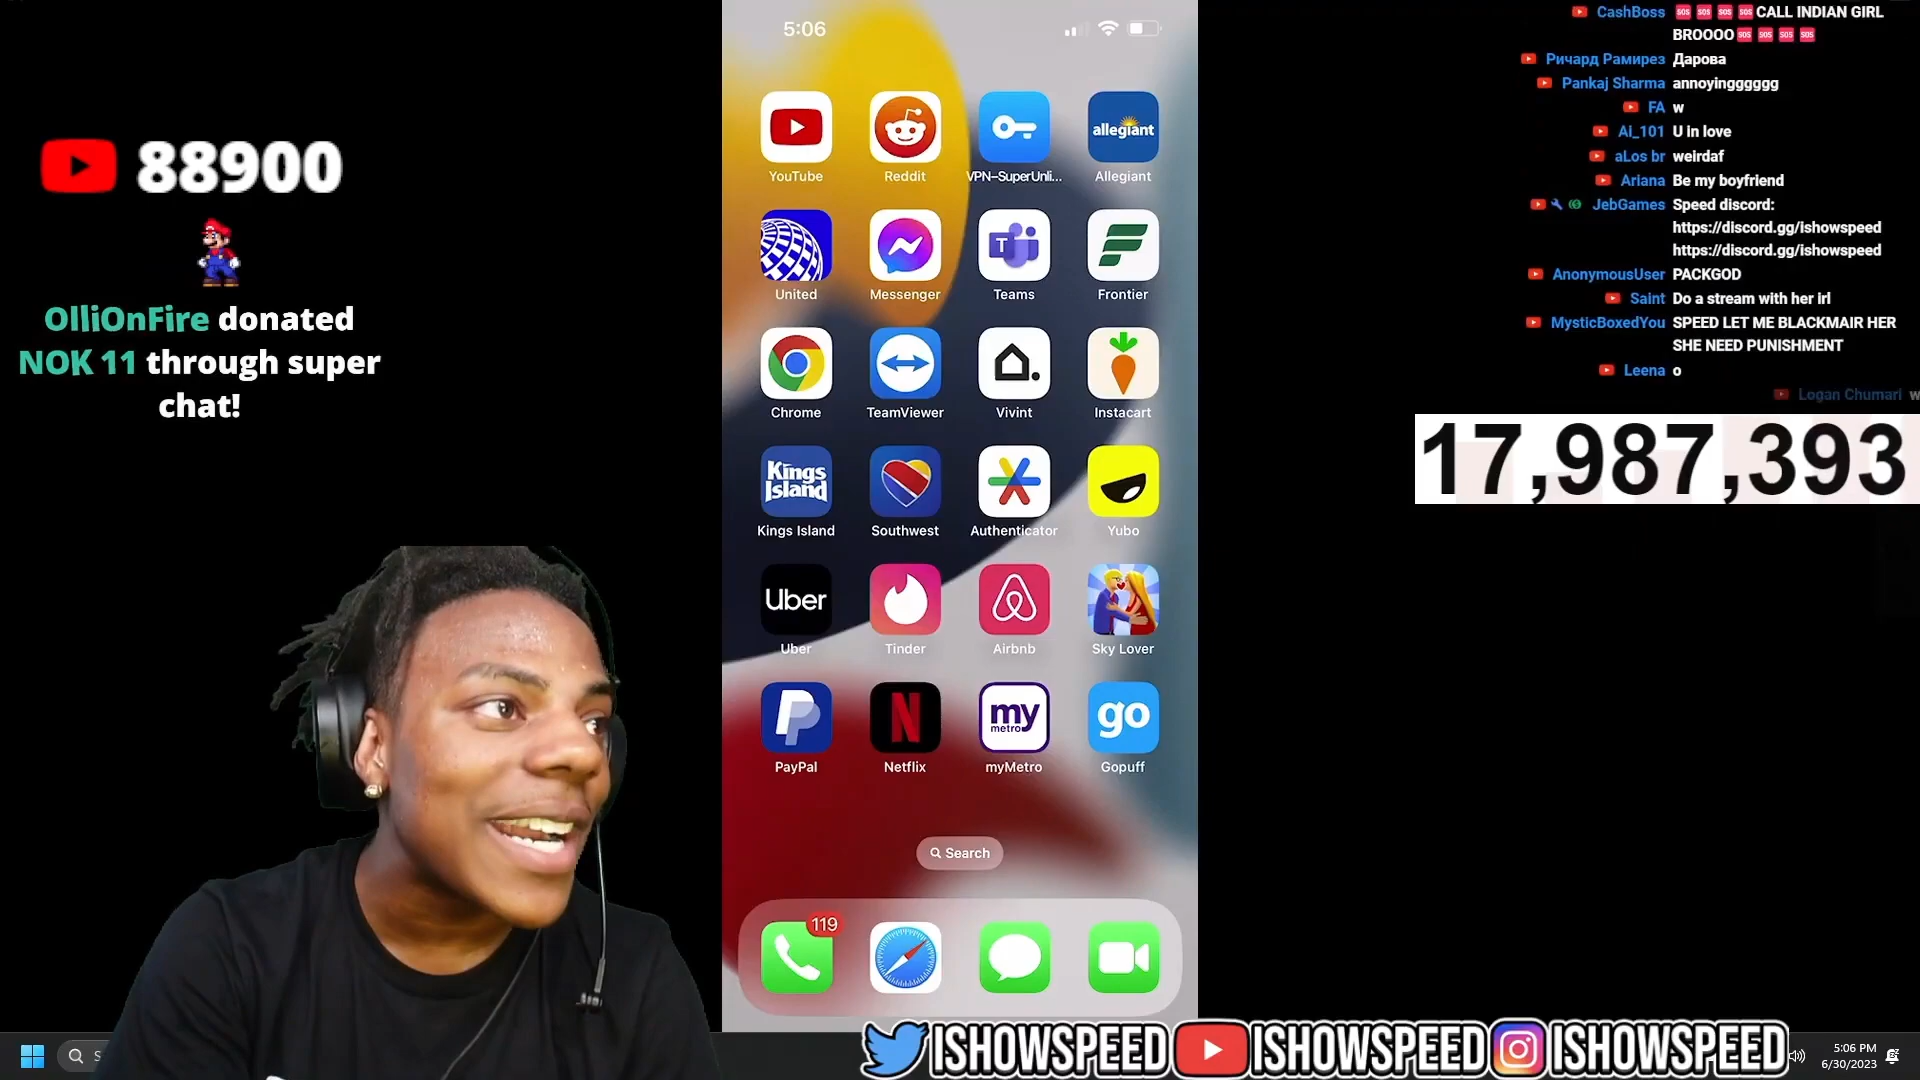 88900
OlliOnFire donated
NOK 11 through super
chat!
5:06
YouTube
Reddit
VPN–SuperUnli...
allegiant
Allegiant
United
Messenger
T
Teams
Frontier
Chrome
TeamViewer
Vivint
Instacart
Kings
Island
Kings Island
Southwest
Authenticator
Yubo
Uber
Uber
Tinder
Airbnb
Sky Lover
PayPal
Netflix
my
metro
myMetro
go
Gopuff
Search
119
CashBoss 🆘🆘🆘🆘CALL INDIAN GIRL
BROOOO🆘🆘🆘🆘
Ричард Рамирез Дарова
Pankaj Sharma annoyingggggg
FA w
AI_101 U in love
aLos br weirdaf
Ariana Be my boyfriend
JebGames Speed discord:
https://discord.gg/ishowspeed
https://discord.gg/ishowspeed
AnonymousUser PACKGOD
Saint Do a stream with her irl
MysticBoxedYou SPEED LET ME BLACKMAIR HER
SHE NEED PUNISHMENT
Leena o
Logan Chumari w
17,987,393
S
ISHOWSPEED ISHOWSPEED ISHOWSPEED
5:06 PM
6/30/2023